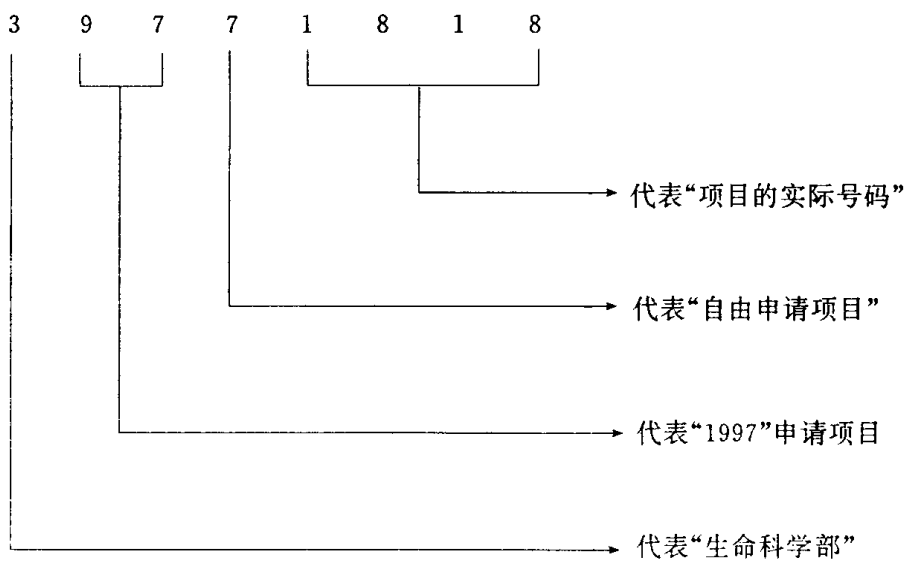 3 9 7 7 1 8 1 8
代表“项目的实际号码”
代表“自由申请项目”
代表“1997”申请项目
代表“生命科学部”